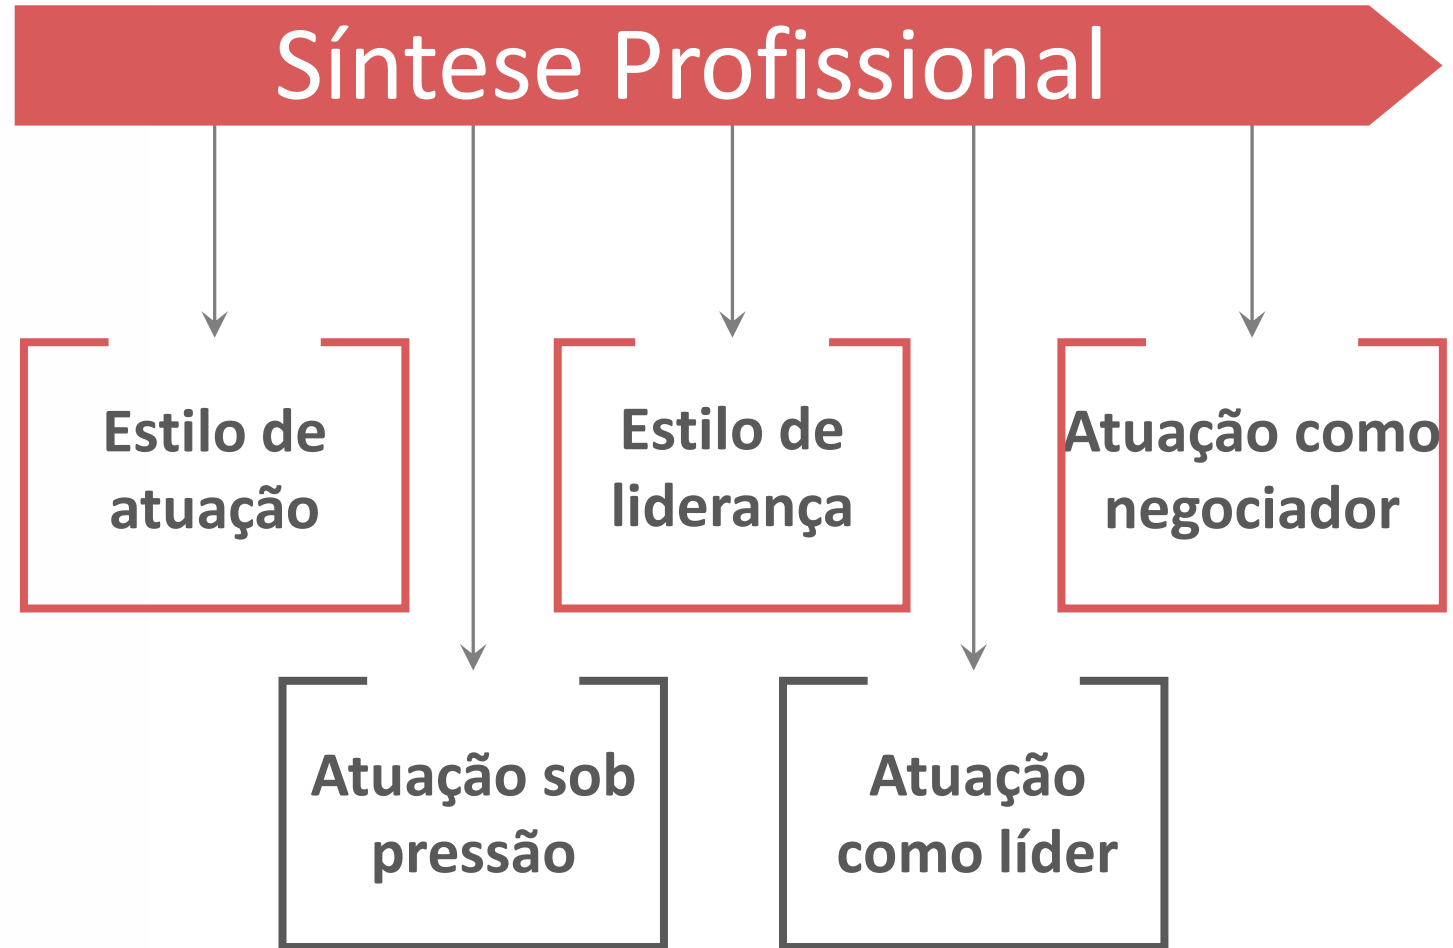 Síntese Profissional
Estilo de
atuação
Estilo de
liderança
Atuação como
negociador
Atuação sob
pressão
Atuação
como líder